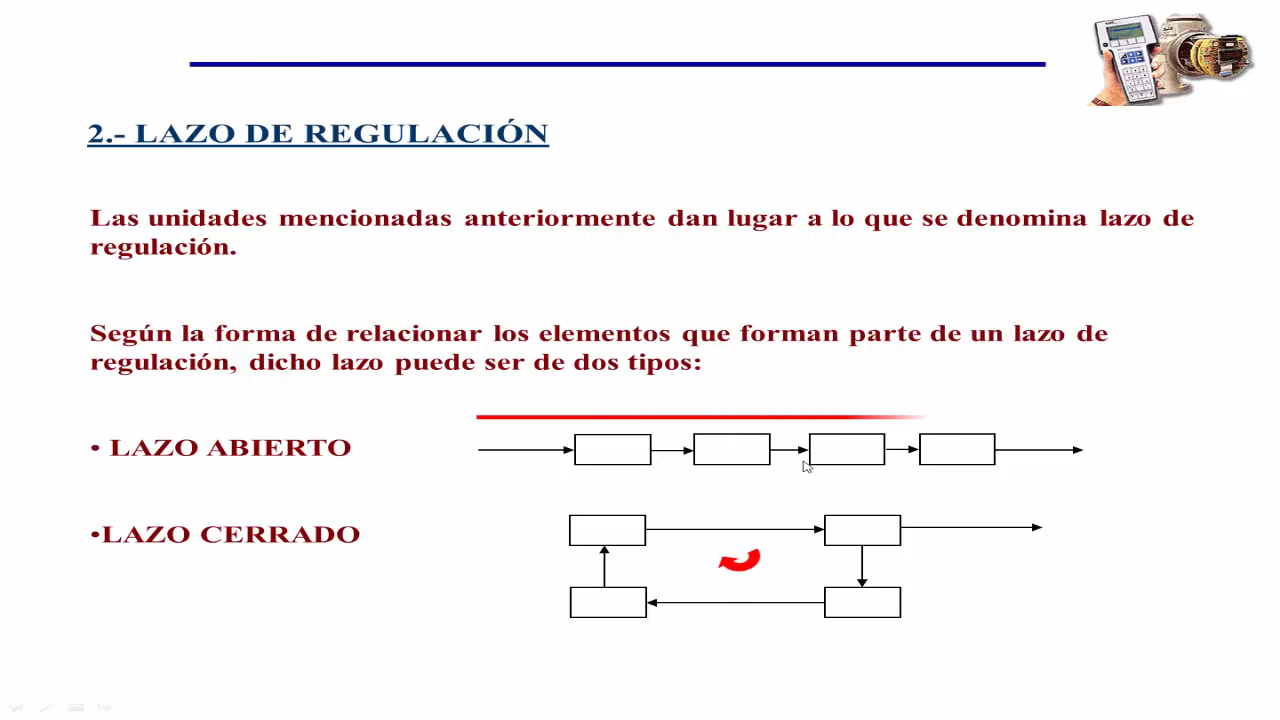 2.- LAZO DE REGULACIÓN
Las unidades mencionadas anteriormente dan lugar a lo que se denomina lazo de
regulación.
Según la forma de relacionar los elementos que forman parte de un lazo de
regulación, dicho lazo puede ser de dos tipos:
• LAZO ABIERTO
•LAZO CERRADO